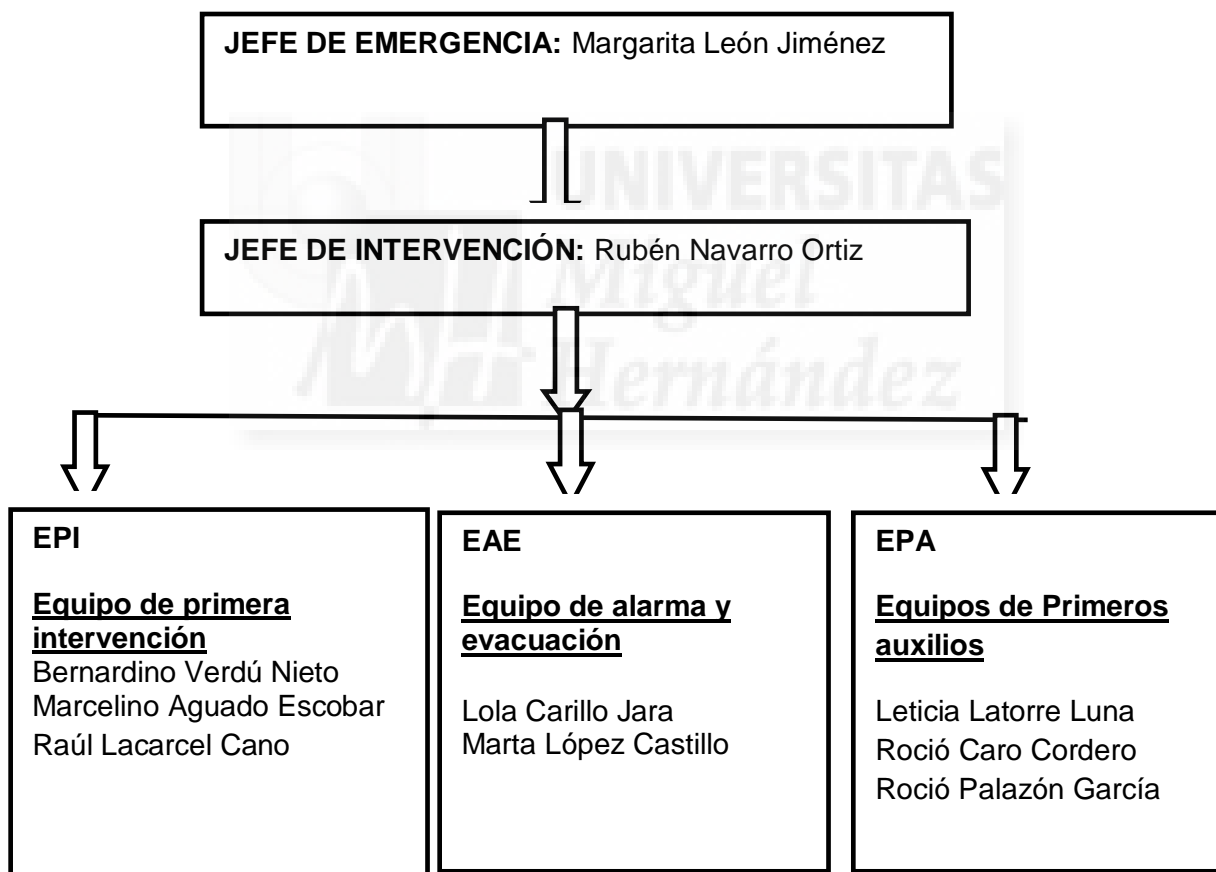 JEFE DE EMERGENCIA: Margarita León Jiménez
UNIVERSITAS
JEFE DE INTERVENCIÓN: Rubén Navarro Ortiz
Miguel
Hernández
EPI
Equipo de primera
intervención
Bernardino Verdú Nieto
Marcelino Aguado Escobar
Raúl Lacarcel Cano
EAE
Equipo de alarma y
evacuación
Lola Carillo Jara
Marta López Castillo
EPA
Equipos de Primeros
auxilios
Leticia Latorre Luna
Roció Caro Cordero
Roció Palazón García